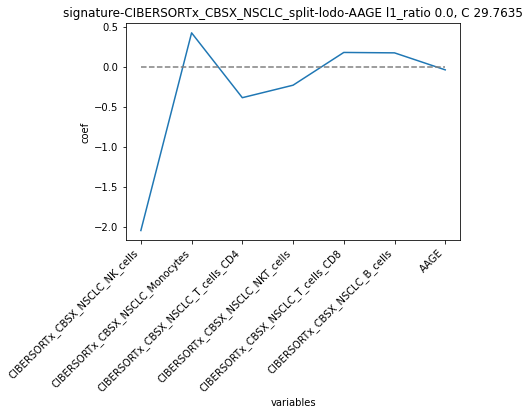 signature-CIBERSORTx_CBSX_NSCLC_split-lodo-AAGE l1_ratio 0.0, C 29.7635
0.5
0.0
−0.5
−1.0
−1.5
−2.0
coef
CIBERSORTx_CBSX_NSCLC_NK_cells
CIBERSORTx_CBSX_NSCLC_Monocytes
CIBERSORTx_CBSX_NSCLC_T_cells_CD4
CIBERSORTx_CBSX_NSCLC_NKT_cells
CIBERSORTx_CBSX_NSCLC_T_cells_CD8
CIBERSORTx_CBSX_NSCLC_B_cells
AAGE
variables